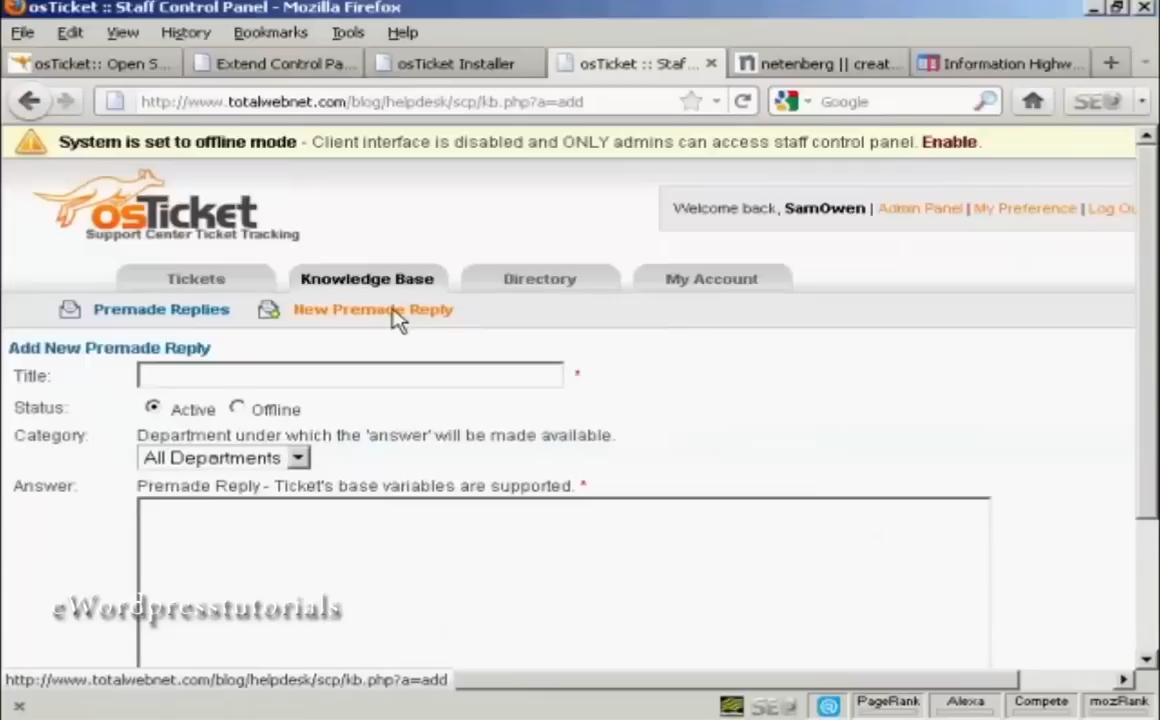 osTicket :: Staff Control Panel - Mozilla Firefox
File Edit View History Bookmarks Tools Help
osTicket:: Open S... Extend Control Pa... osTicket Installer osTicket :: Staf... netenberg || creat... Information Highw...
http://www.totalwebnet.com/blog/helpdesk/scp/kb.php?a=add Google
System is set to offline mode - Client interface is disabled and ONLY admins can access staff control panel. Enable.
osTicket
Support Center Ticket Tracking
Welcome back, SamOwen | Admin Panel | My Preference | Log Ou
Tickets Knowledge Base Directory My Account
Premade Replies New Premade Reply
Add New Premade Reply
Title: *
Status: Active Offline
Category: Department under which the 'answer' will be made available.
All Departments
Answer: Premade Reply - Ticket's base variables are supported. *
eWordpresstutorials
http://www.totalwebnet.com/blog/helpdesk/scp/kb.php?a=add
PageRank Alexa Compete mozRank